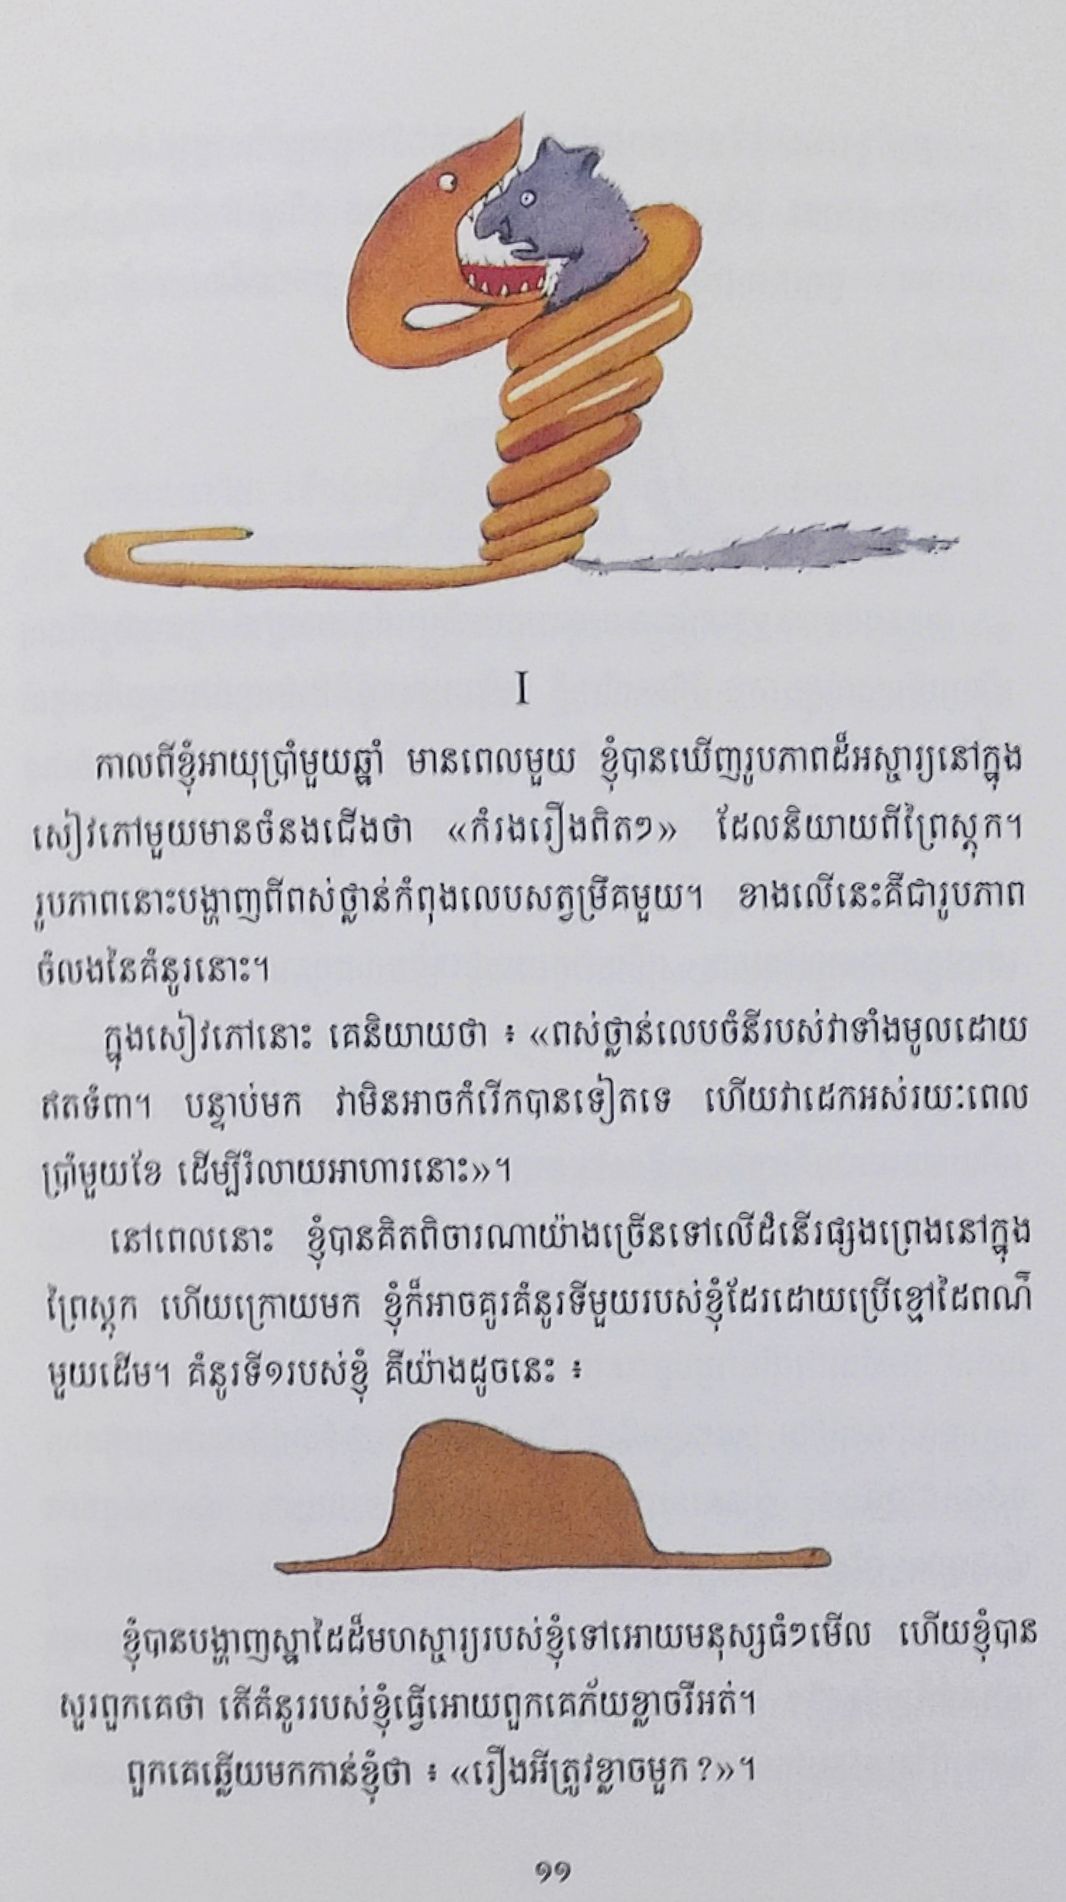 I
កាលពីខ្ញុំអាយុប្រាំមួយឆ្នាំ មានពេលមួយ ខ្ញុំបានឃើញរូបភាពដ៏អស្ចារ្យនៅក្នុង
សៀវភៅមួយមានចំនងជើងថា «កំរងរឿងពិតៗ» ដែលនិយាយពីព្រៃស្តុក។
រូបភាពនោះបង្ហាញពីពស់ថ្លាន់កំពុងលេបសត្វម្រឹគមួយ។ ខាងលើនេះគឺជារូបភាព
ចំលងនៃគំនូរនោះ។
ក្នុងសៀវភៅនោះ គេនិយាយថា ៖ «ពស់ថ្លាន់លេបចំនីរបស់វាទាំងមូលដោយ
ឥតទំពា។ បន្ទាប់មក វាមិនអាចកំរើកបានទៀតទេ ហើយវាដេកអស់រយៈពេល
ប្រាំមួយខែ ដើម្បីរំលាយអាហារនោះ»។
នៅពេលនោះ ខ្ញុំបានគិតពិចារណាយ៉ាងច្រើនទៅលើដំនើរផ្សងព្រេងនៅក្នុង
ព្រៃស្តុក ហើយក្រោយមក ខ្ញុំក៏អាចគូរគំនូរទីមួយរបស់ខ្ញុំដែរដោយប្រើខ្មៅដៃពណ៌
មួយដើម។ គំនូរទី១របស់ខ្ញុំ គឺយ៉ាងដូចនេះ ៖
ខ្ញុំបានបង្ហាញស្នាដៃដ៏មហស្ចារ្យរបស់ខ្ញុំទៅអោយមនុស្សធំៗមើល ហើយខ្ញុំបាន
សួរពួកគេថា តើគំនូររបស់ខ្ញុំធ្វើអោយពួកគេភ័យខ្លាចរឺអត់។
ពួកគេឆ្លើយមកកាន់ខ្ញុំថា ៖ «រឿងអីត្រូវខ្លាចមួក ?»។
១១